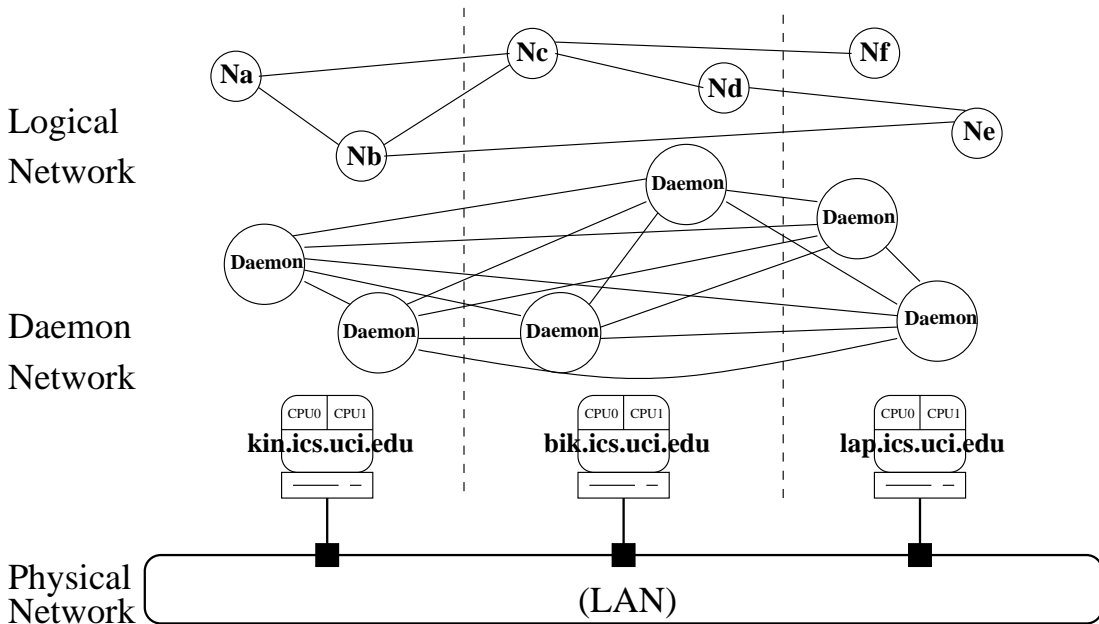 Na
Nc
Nf
Nd
Logical
Network
Nb
Ne
Daemon
Daemon
Daemon
Daemon
Network
Daemon
Daemon
Daemon
CPU0 CPU1
kin.ics.uci.edu
CPU0 CPU1
bik.ics.uci.edu
CPU0 CPU1
lap.ics.uci.edu
Physical
Network
(LAN)